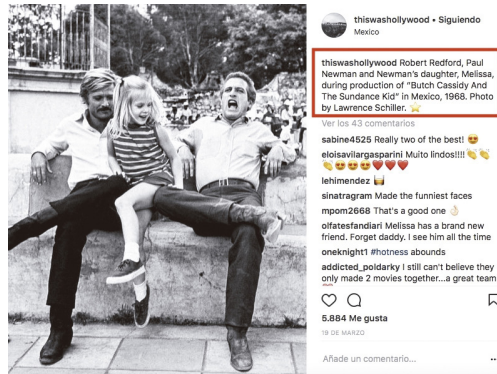 thiswashollywood • Siguiendo
Mexico
thiswashollywood Robert Redford, Paul
Newman and Newman's daughter, Melissa,
during production of "Butch Cassidy And
The Sundance Kid" in Mexico, 1968. Photo
by Lawrence Schiller. ⭐
Ver los 43 comentarios
sabine4525 Really two of the best! 😍
eloisavilargasparini Muito lindos!!!! 👏👏
👏😍😍😍❤️❤️❤️
lehimendez 🥃
sinatragram Made the funniest faces
mpom2668 That's a good one 👌🏻
olfatesfandiari Melissa has a brand new
friend. Forget daddy. I see him all the time
oneknight1 #hotness abounds
addicted_poldarky I still can't believe they
only made 2 movies together...a great team
5.884 Me gusta
19 DE MARZO
Añade un comentario...